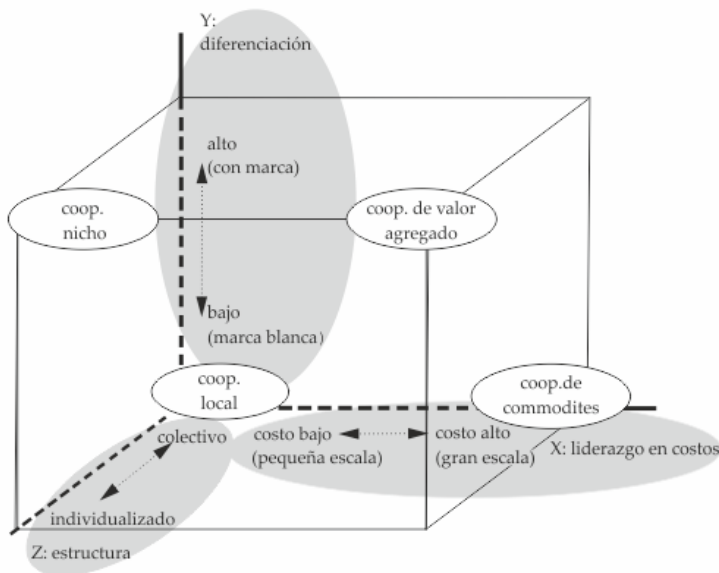 Y:
diferenciación
alto
(con marca)
coop.
nicho
coop. de valor
agregado
bajo
(marca blanca)
coop.
local
coop.de
commodites
colectivo
costo bajo
(pequeña escala)
costo alto
(gran escala)
X: liderazgo en costos
individualizado
Z: estructura